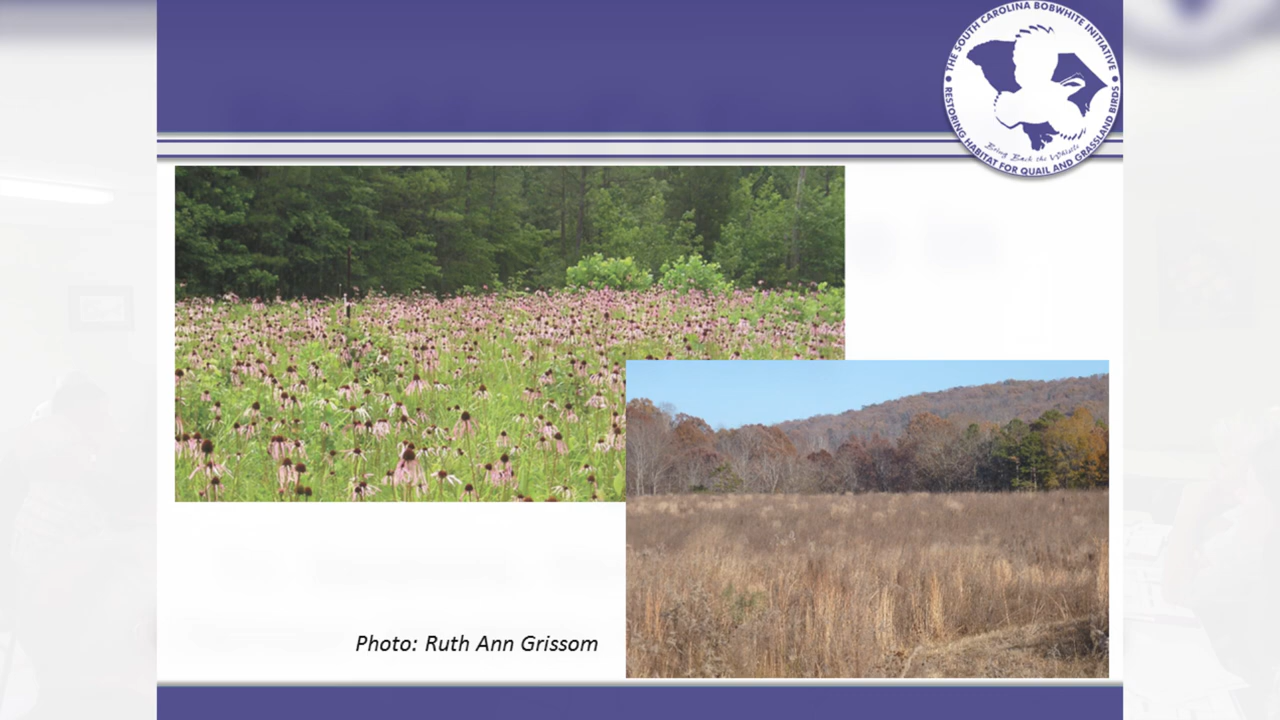 THE SOUTH CAROLINA BOBWHITE INITIATIVE
Bring Back the Whistle
RESTORING HABITAT FOR QUAIL AND GRASSLAND BIRDS
Photo: Ruth Ann Grissom